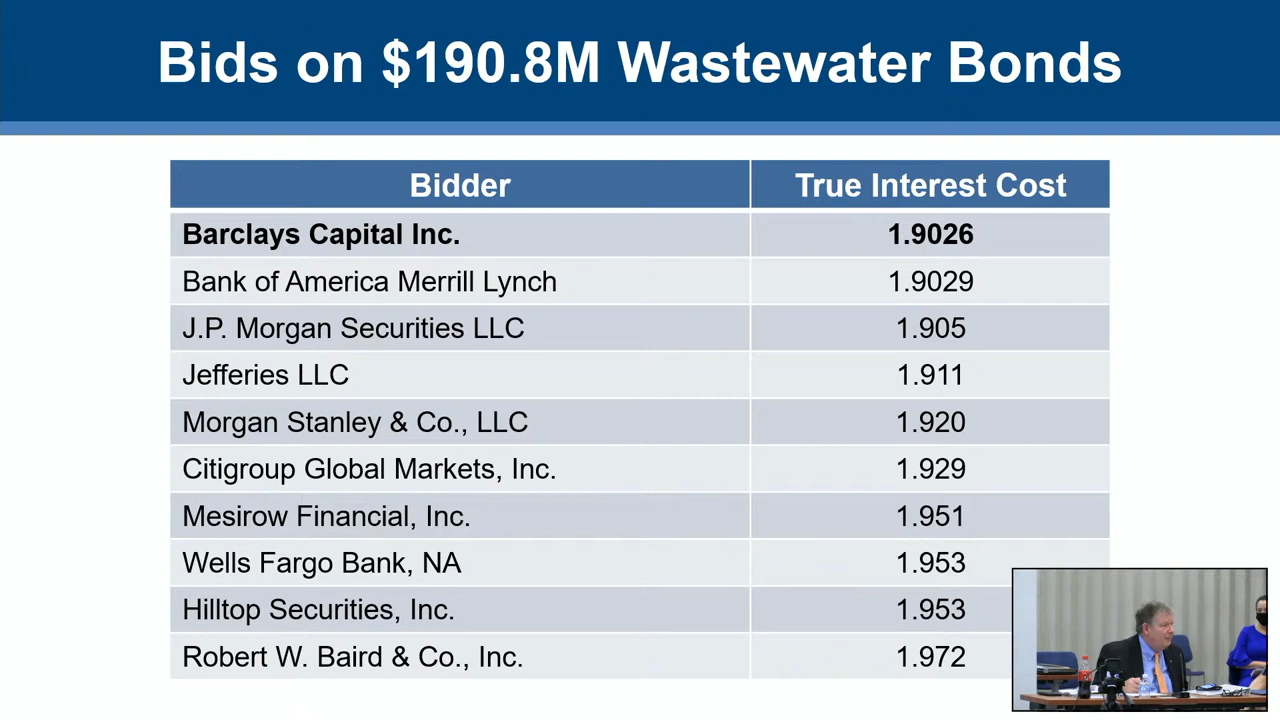 Bids on $190.8M Wastewater Bonds
Bidder True Interest Cost
Barclays Capital Inc. 1.9026
Bank of America Merrill Lynch 1.9029
J.P. Morgan Securities LLC 1.905
Jefferies LLC 1.911
Morgan Stanley & Co., LLC 1.920
Citigroup Global Markets, Inc. 1.929
Mesirow Financial, Inc. 1.951
Wells Fargo Bank, NA 1.953
Hilltop Securities, Inc. 1.953
Robert W. Baird & Co., Inc. 1.972